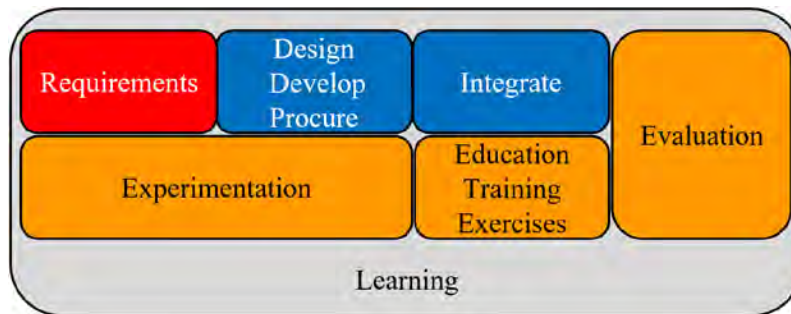 Requirements
Design
Develop
Procure
Integrate
Evaluation
Experimentation
Education
Training
Exercises
Learning